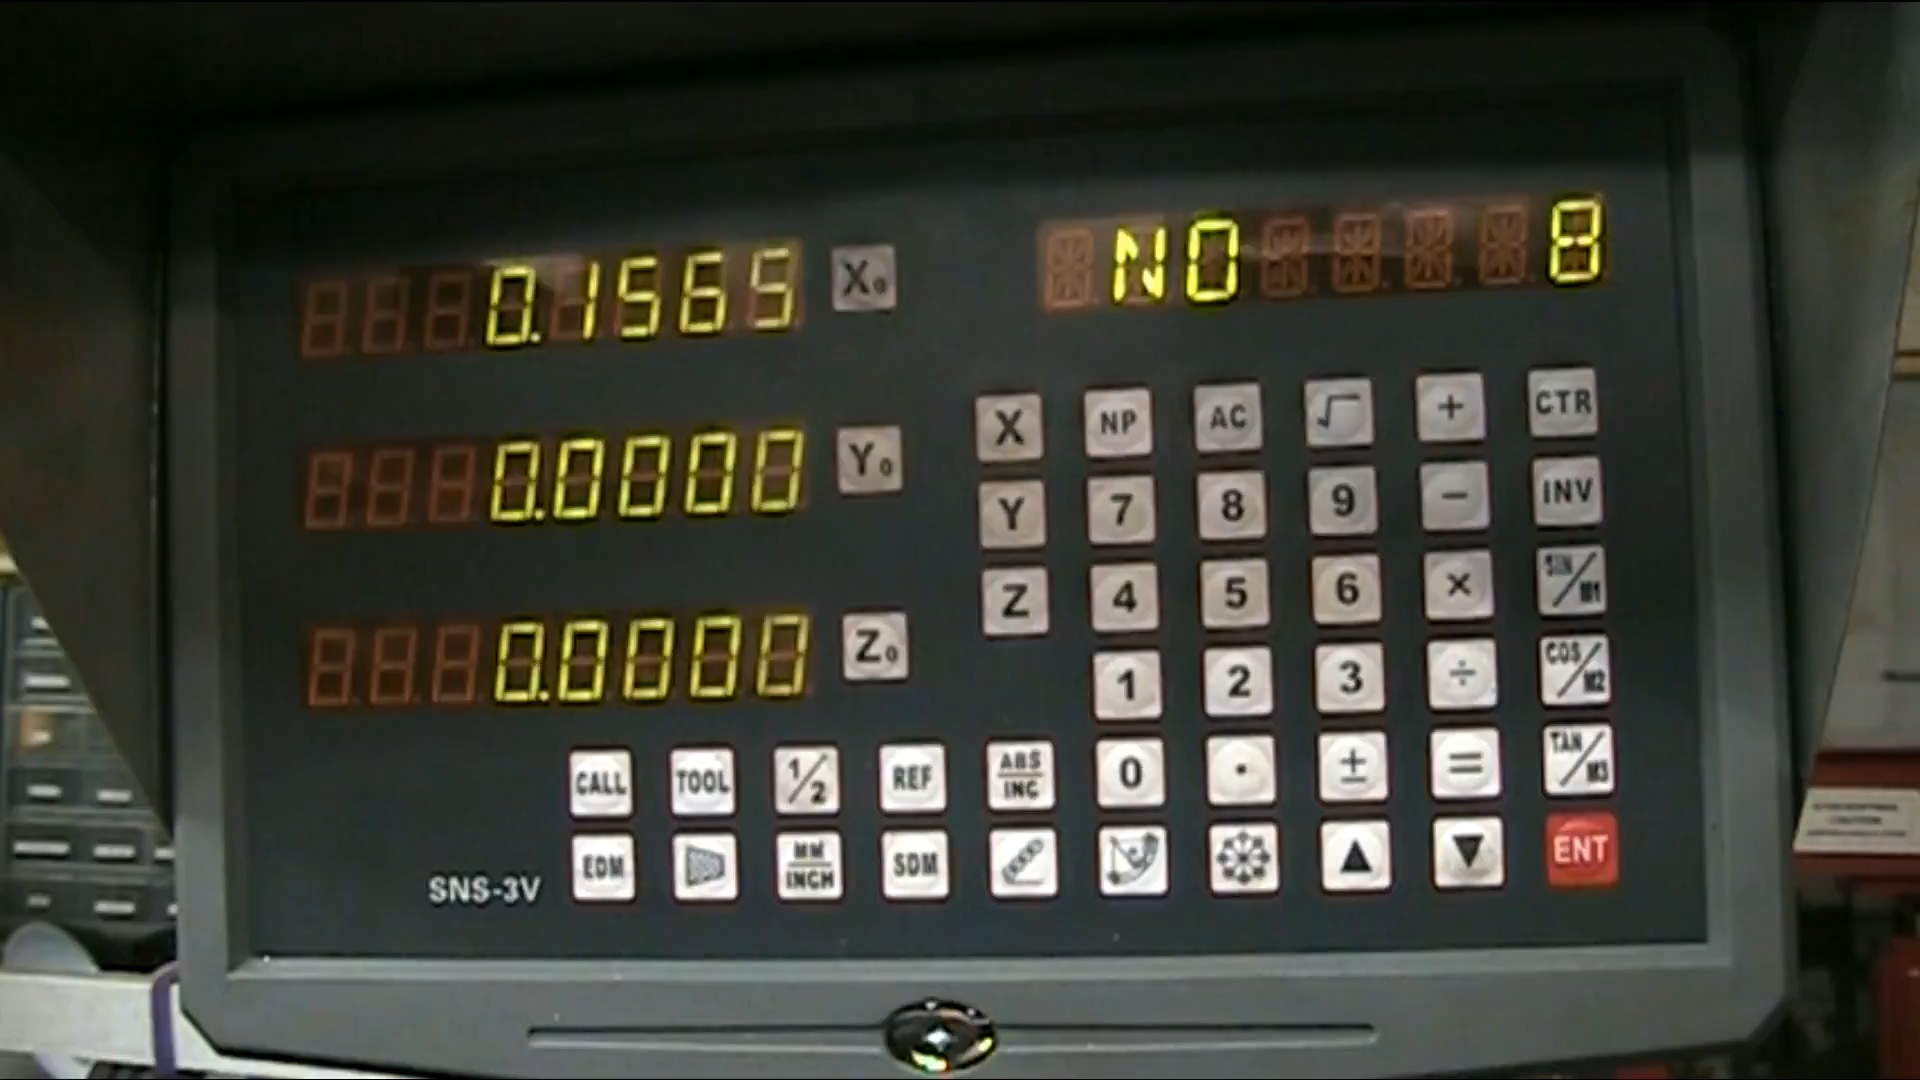 0.1565 X0 NO 8
0.0000 Y0
0.0000 Z0
X NP AC √ + CTR
Y 7 8 9 − INV
Z 4 5 6 × SIN/M1
1 2 3 ÷ COS/M2
CALL TOOL 1/2 REF ABS/INC 0 . ± = TAN/M3
SNS-3V EDM MM/INCH SDM ▲ ▼ ENT